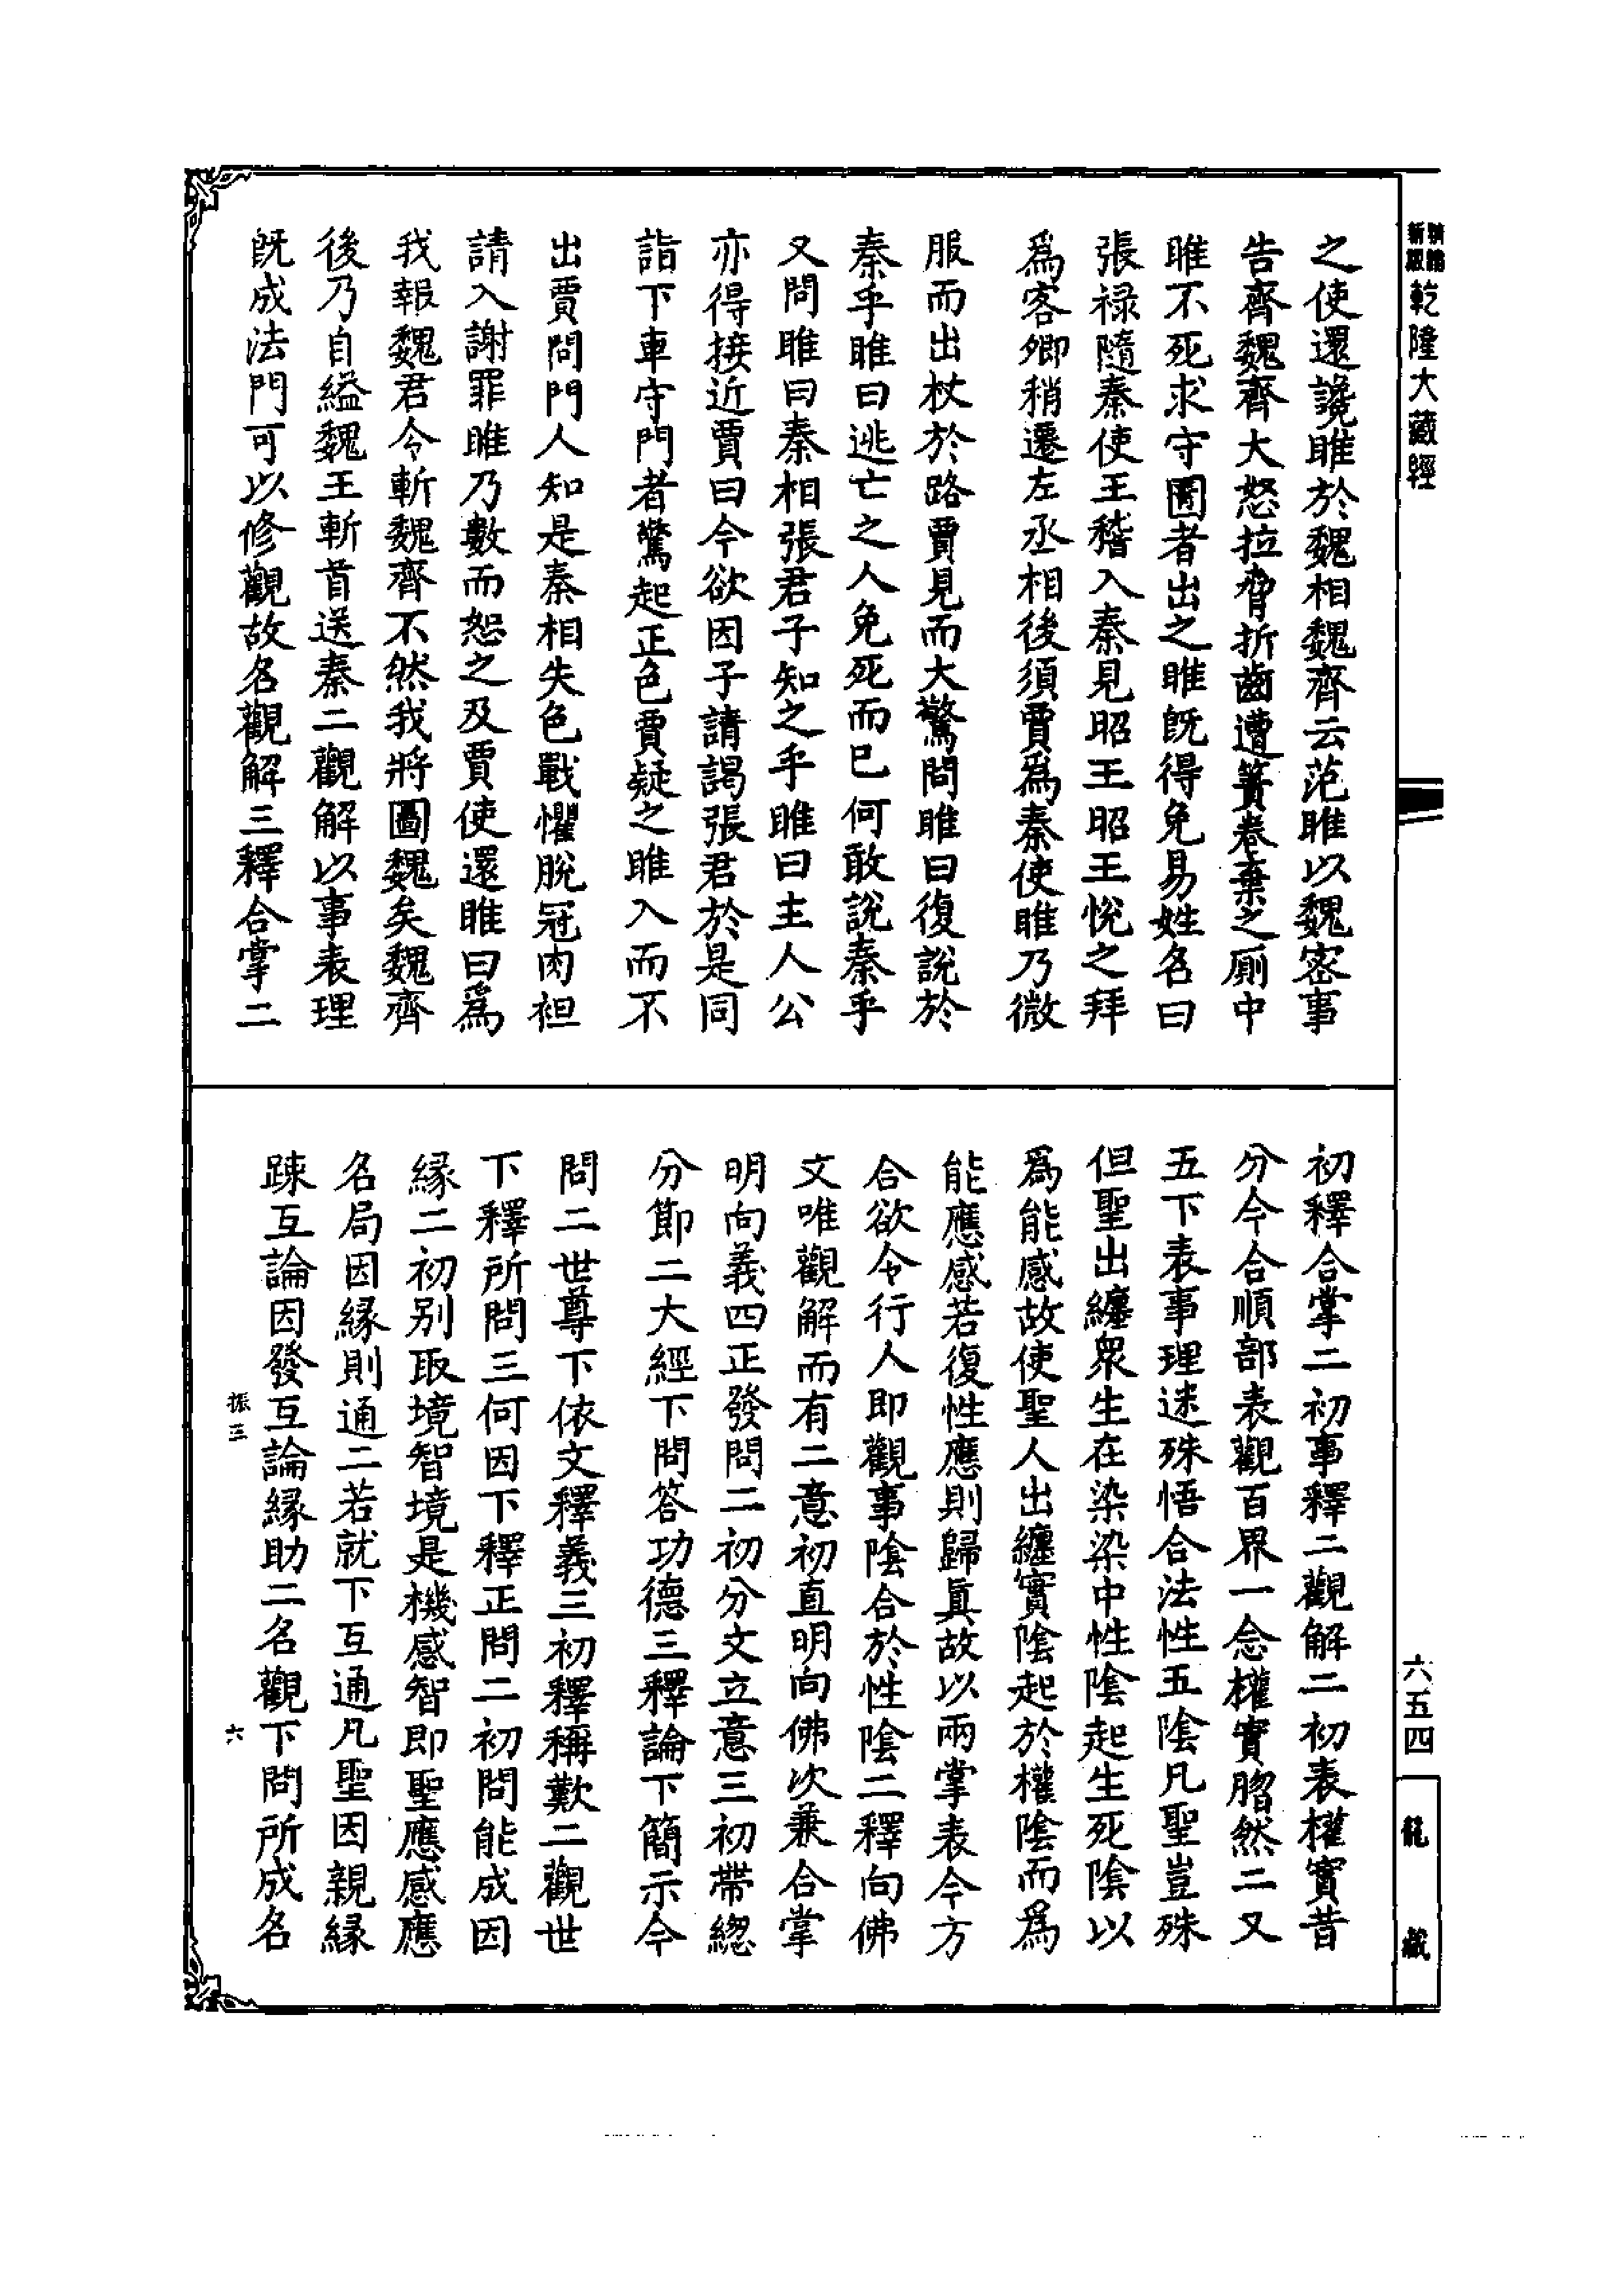 乾隆大藏經
之使還讒睢於魏相魏齊云范睢以魏密事
告齊魏齊大怒拉脅折齒遭簀卷棄之廁中
睢不死求守圊者出之睢既得免易姓名曰
張祿隨秦使王稽入秦見昭王昭王悅之拜
爲客卿稍遷左丞相後須賈爲秦使睢乃微
服而出杖於路賈見而大驚問睢曰復說於
秦乎睢曰逃亡之人免死而已何敢說秦乎
又問睢曰秦相張君子知之乎睢曰主人公
亦得接近賈曰今欲因子請謁張君於是同
詣下車守門者驚起正色賈疑之睢入而不
出賈問門人知是秦相失色戰懼脫冠肉袒
請入謝罪睢乃數而恕之及賈使還睢曰爲
我報魏君令斬魏齊不然我將圖魏矣魏齊
後乃自縊魏王斬首送秦二觀解以事表理
既成法門可以修觀故名觀解三釋合掌二
初釋合掌二初事釋二觀解二初表權實昔
分今合順部表觀百界一念權實脗然二又
五下表事理迷殊悟合法性五陰凡聖豈殊
但聖出纏衆生在染染中性陰起生死陰以
爲能感故使聖人出纏實陰起於權陰而爲
能應感若復性應則歸眞故以兩掌表今方
合欲令行人即觀事陰合於性陰二釋向佛
文唯觀解而有二意初直明向佛次兼合掌
明向義四正發問二初分文立意三初帶總
分節二大經下問答功德三釋論下簡示今
問二世尊下依文釋義三初釋稱歎二觀世
下釋所問三何因下釋正問二初問能成因
緣二初別取境智境是機感智即聖應感應
名局因緣則通二若就下互通凡聖因親緣
踈互論因發互論緣助二名觀下問所成名
振三
六
六五四
龍藏